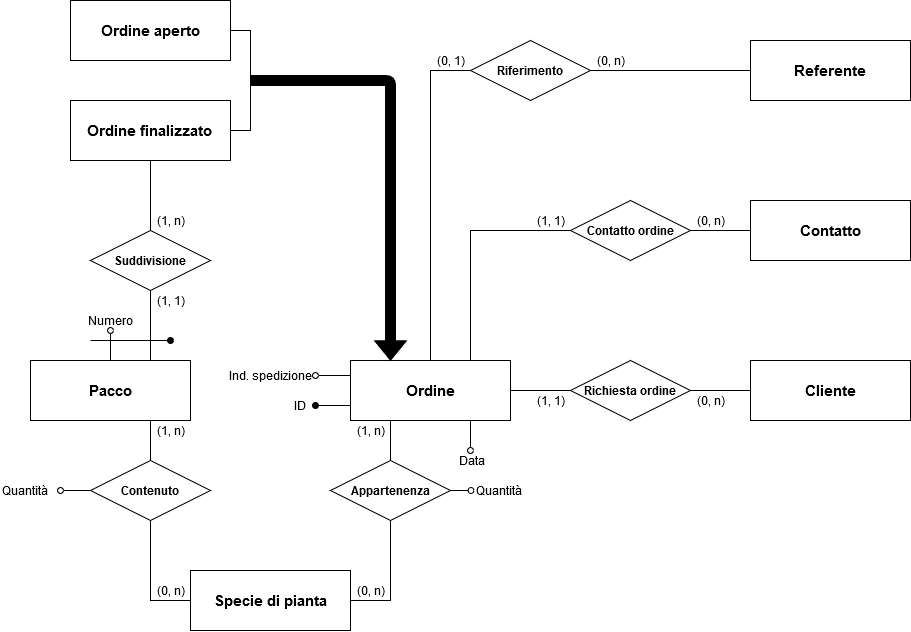 Ordine aperto
(0, 1)
Riferimento
(0, n)
Referente
Ordine finalizzato
(1, n)
(1, 1)
Contatto ordine
(0, n)
Contatto
Suddivisione
(1, 1)
Numero
Pacco
Ind. spedizione
ID
Ordine
(1, 1)
Richiesta ordine
(0, n)
Cliente
(1, n)
(1, n)
Data
Quantità
Contenuto
Appartenenza
Quantità
(0, n)
Specie di pianta
(0, n)